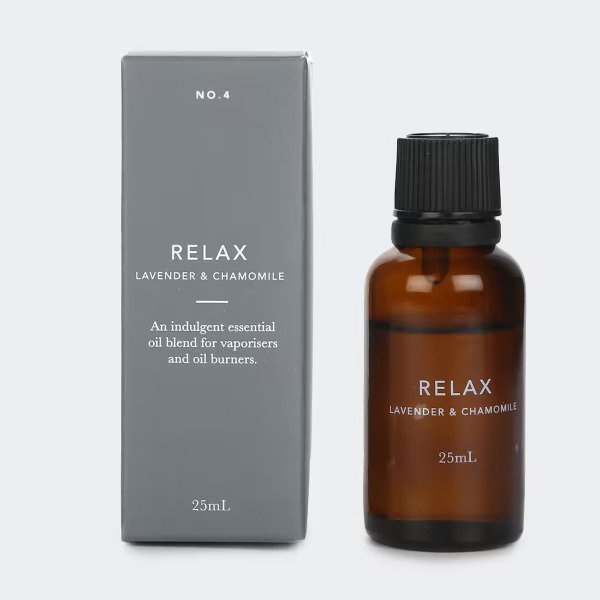 NO.4
RELAX
LAVENDER & CHAMOMILE
An indulgent essential
oil blend for vaporisers
and oil burners.
25mL
RELAX
LAVENDER & CHAMOMILE
25mL